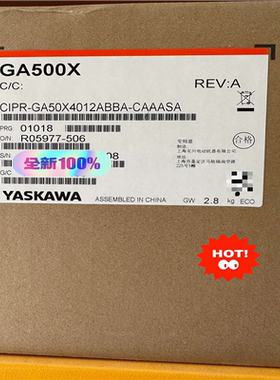 GA500X
C/C:
REV:A
CIPR-GA50X4012ABBA-CAAASA
PRG 01018
O/N R05977-506
全新100%
08
G/C
合格
YASKAWA
ASSEMBLED IN CHINA
GW 2.8 kg ECO
HOT!